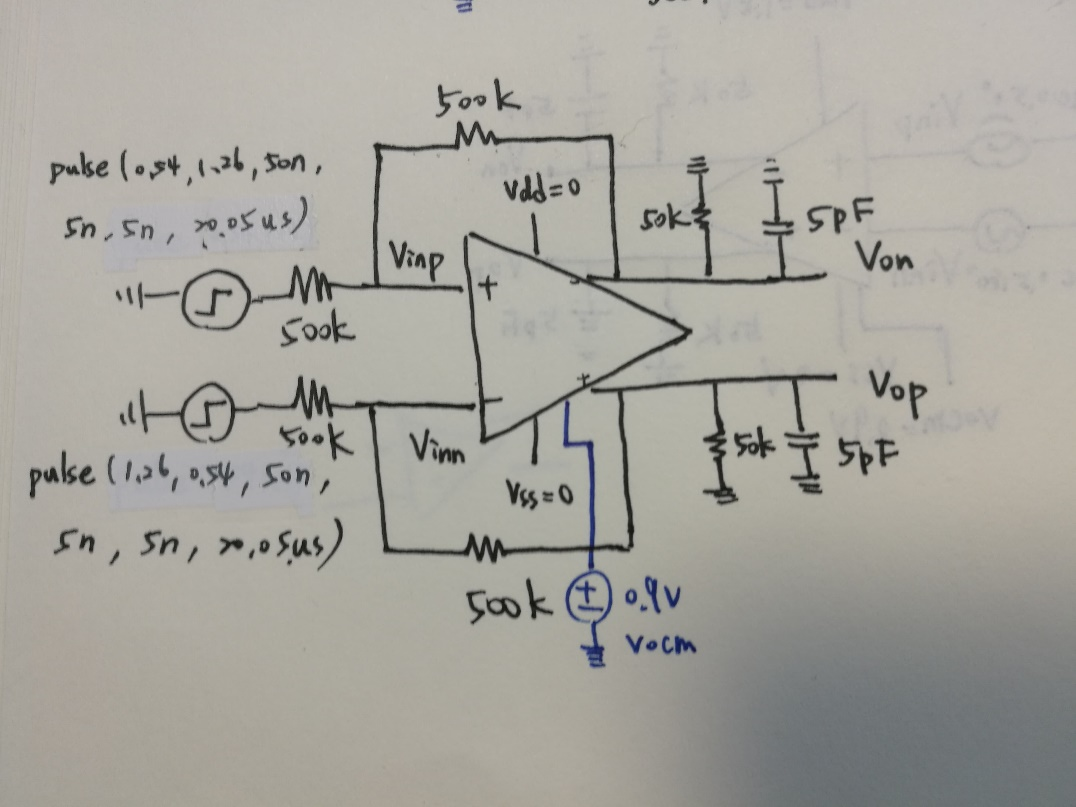 500k
pulse (0.54, 1.26, 50n,
5n, 5n, 20.05us)
Vdd=0
50k
5pF
Vinp
Von
+
-
500k
+
Vop
-
500k
Vinn
50k
5pF
pulse (1.26, 0.54, 50n,
5n, 5n, 20.05us)
Vss=0
500k
+
-
0.9V
Vocm